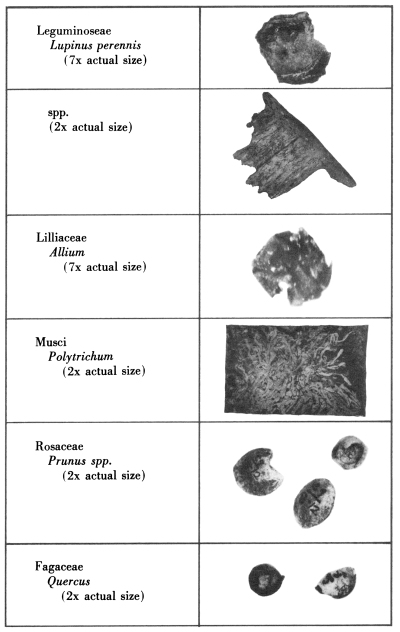 Leguminoseae
Lupinus perennis
(7x actual size)
spp.
(2x actual size)
Lilliaceae
Allium
(7x actual size)
Musci
Polytrichum
(2x actual size)
Rosaceae
Prunus spp.
(2x actual size)
Fagaceae
Quercus
(2x actual size)